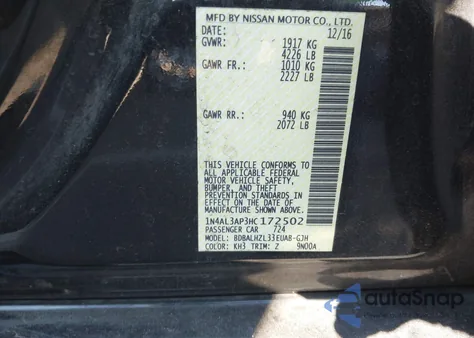 MFD BY NISSAN MOTOR CO., LTD.
DATE: 12/16
GVWR: 1917 KG
4226 LB
GAWR FR: 1010 KG
2227 LB
GAWR RR: 940 KG
2072 LB
THIS VEHICLE CONFORMS TO
ALL APPLICABLE FEDERAL
MOTOR VEHICLE SAFETY,
BUMPER, AND THEFT
PREVENTION STANDARDS IN
EFFECT ON THE DATE OF
MANUFACTURE SHOWN ABOVE.
1N4AL3AP3HC172502
PASSENGER CAR 724
MODEL: BDBALHZL33EUAB-GJH
COLOR: KH3 TRIM: Z 9N00A
autoSnap